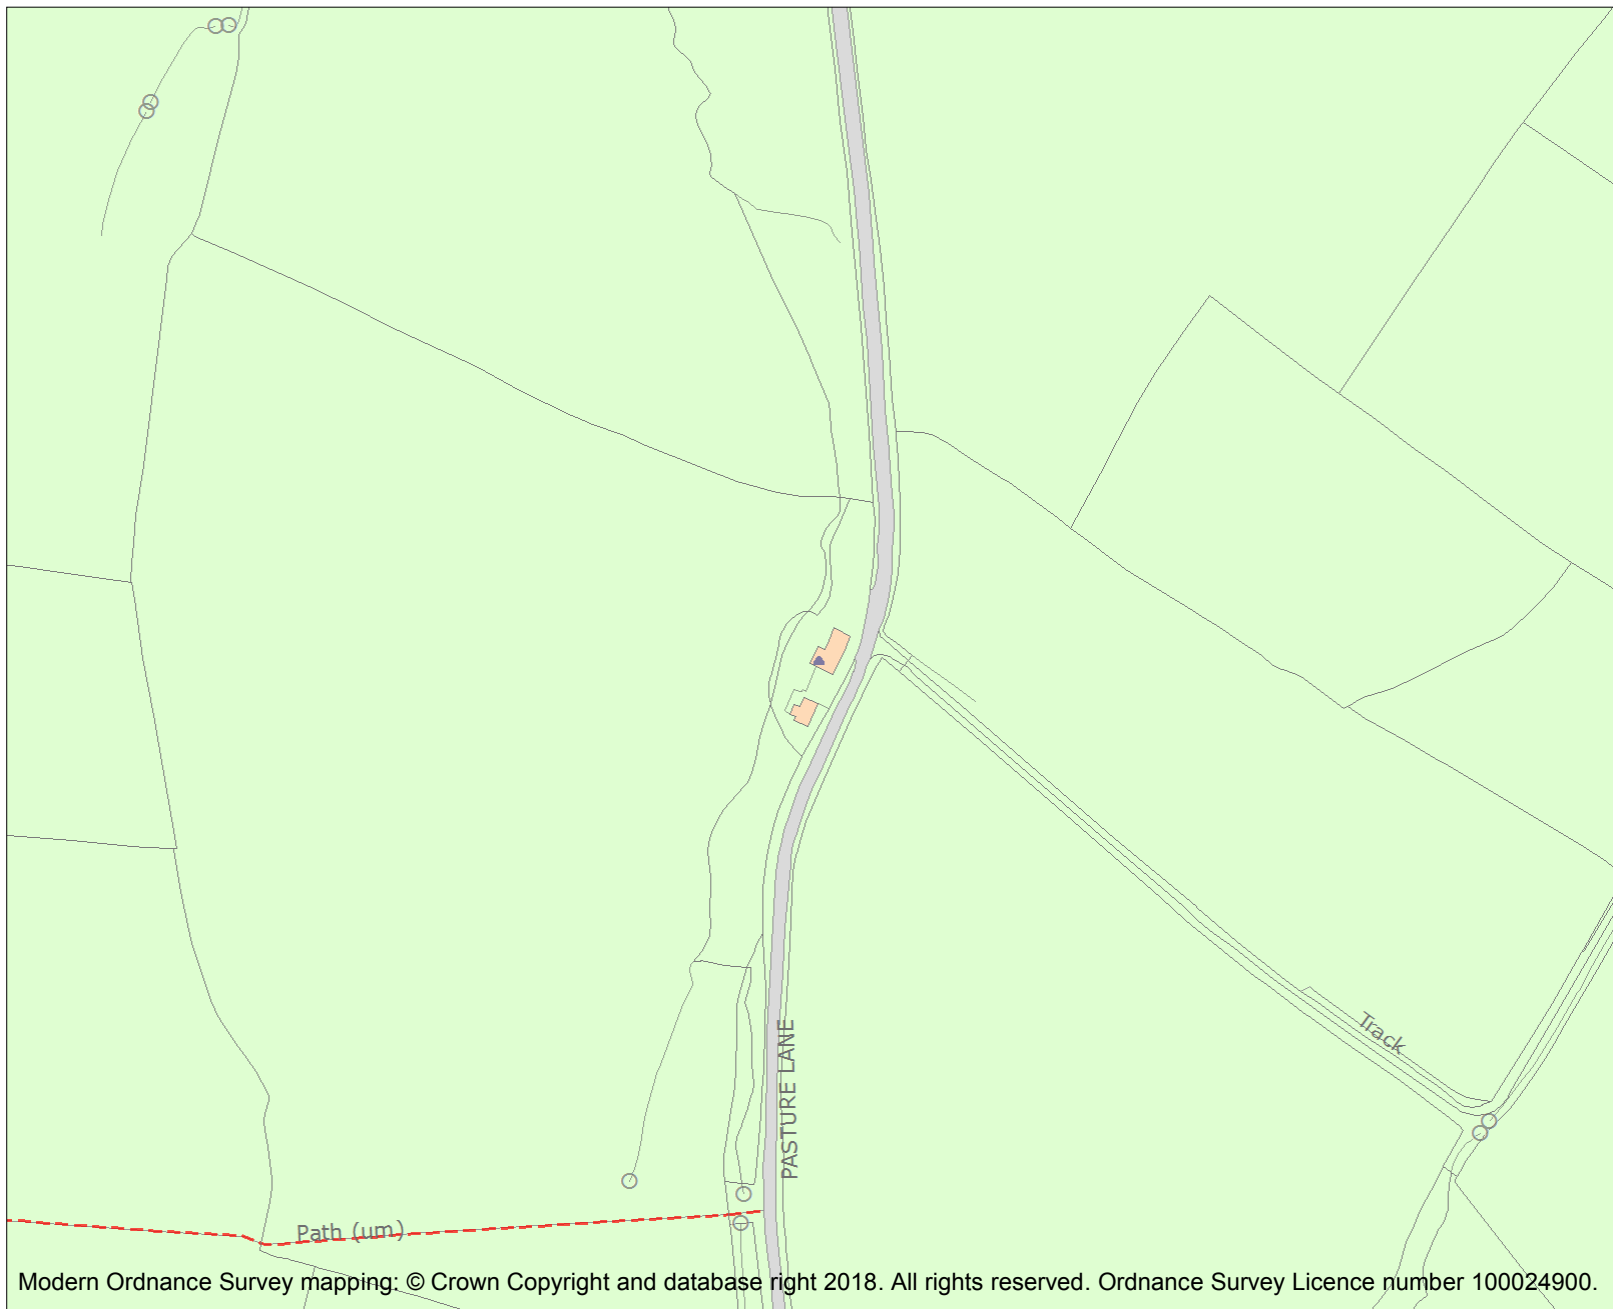 Track
PASTURE LANE
Path (um)
Modern Ordnance Survey mapping: © Crown Copyright and database right 2018. All rights reserved. Ordnance Survey Licence number 100024900.